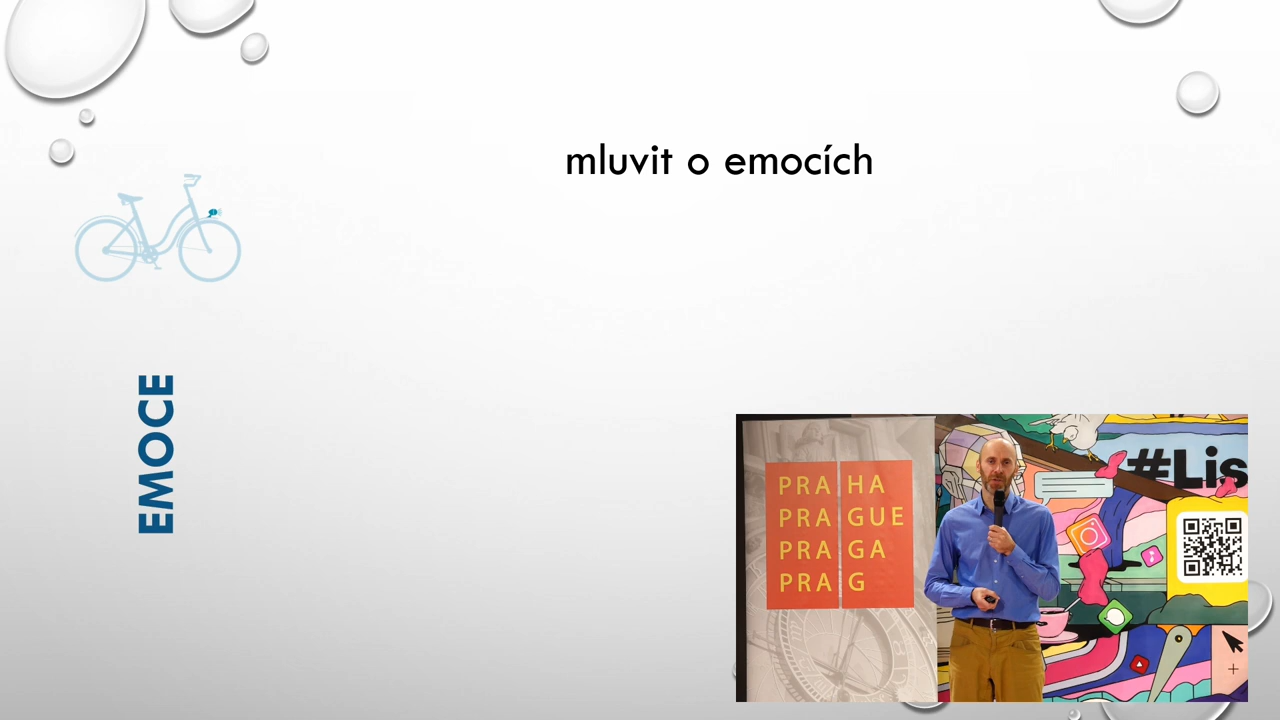 mluvit o emocích
EMOCE
PRA HA
PRA GUE
PRA GA
PRA G
#Lis